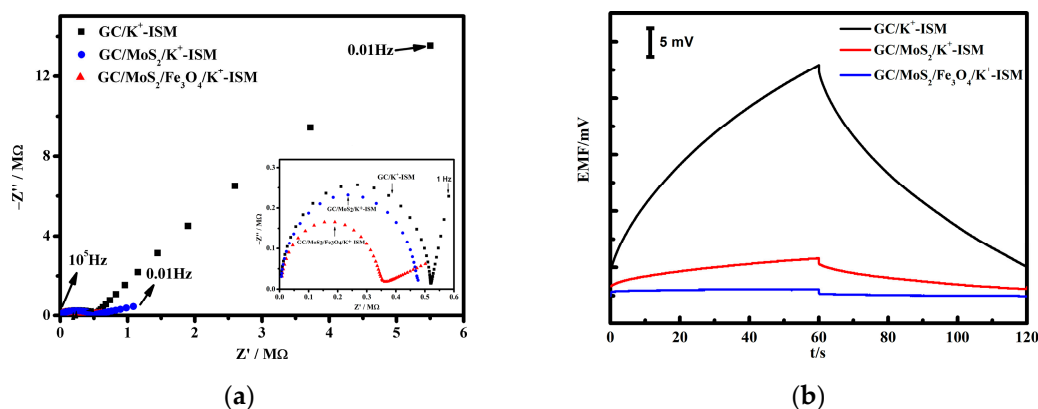 GC/K⁺-ISM
GC/MoS₂/K⁺-ISM
GC/MoS₂/Fe₃O₄/K⁺-ISM
0.01Hz
10⁵Hz
0.01Hz
12
8
4
0
0 1 2 3 4 5 6
−Z'' / MΩ
Z' / MΩ
GC/K⁺-ISM
1 Hz
GC/MoS₂/K⁺-ISM
GC/MoS₂/Fe₃O₄/K⁺-ISM
0.3
0.2
0.1
0.0
0.0 0.1 0.2 0.3 0.4 0.5 0.6
-Z'' / MΩ
Z' / MΩ
(a)
5 mV
GC/K⁺-ISM
GC/MoS₂/K⁺-ISM
GC/MoS₂/Fe₃O₄/K⁺-ISM
EMF/mV
0 20 40 60 80 100 120
t/s
(b)